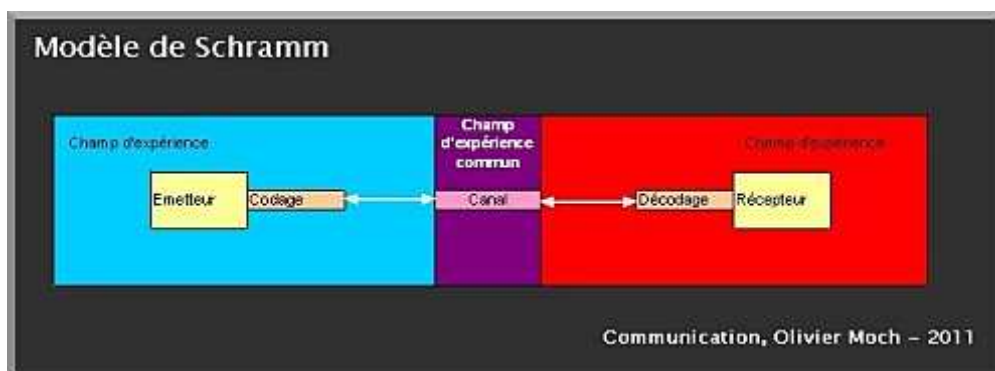 Modèle de Schramm
Champ d'expérience
Champ
d'expérience
commun
Champ d'expérience
Emetteur
Codage
Canal
Décodage
Récepteur
Communication, Olivier Moch – 2011